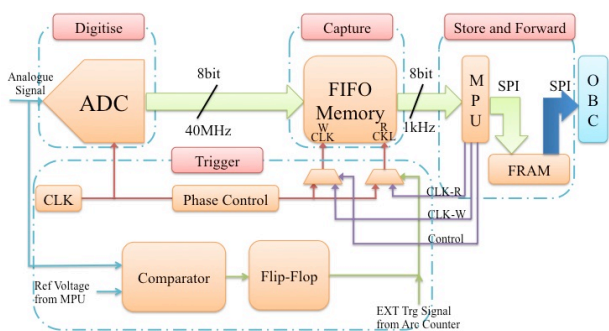 Digitise
Capture
Store and Forward
Analogue
Signal
ADC
8bit
40MHz
FIFO
Memory
W
CLK
R
CKL
8bit
1kHz
MPU
SPI
SPI
OBC
FRAM
Trigger
CLK
Phase Control
CLK-R
CLK-W
Control
Comparator
Flip-Flop
Ref Voltage
from MPU
EXT Trg Signal
from Arc Counter